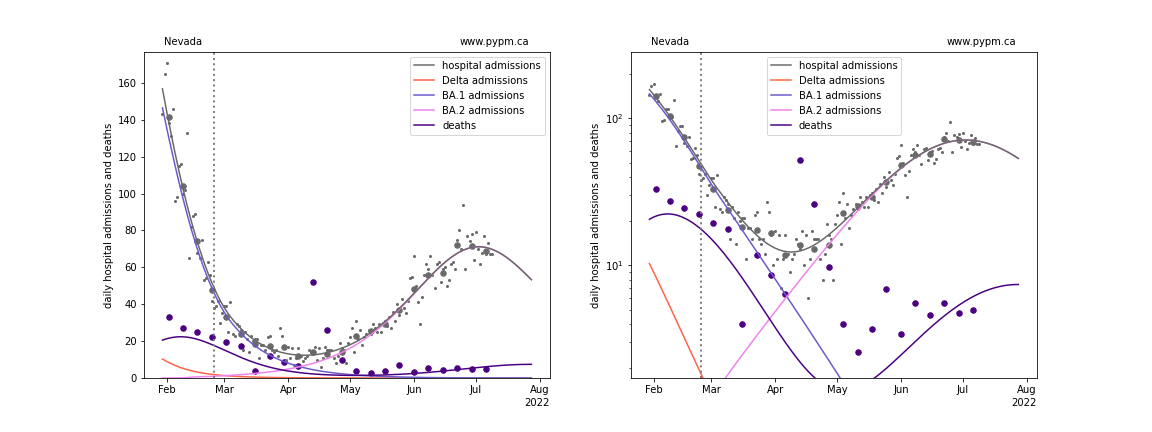 Nevada
www.pypm.ca
hospital admissions
Delta admissions
BA.1 admissions
BA.2 admissions
deaths
daily hospital admissions and deaths
160
140
120
100
80
60
40
20
0
Feb
Mar
Apr
May
Jun
Jul
Aug
2022
Nevada
www.pypm.ca
hospital admissions
Delta admissions
BA.1 admissions
BA.2 admissions
deaths
daily hospital admissions and deaths
10²
10¹
Feb
Mar
Apr
May
Jun
Jul
Aug
2022